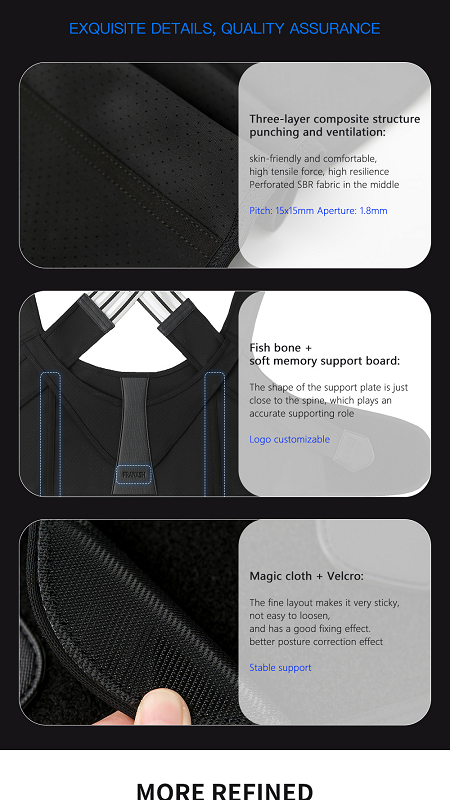 EXQUISITE DETAILS, QUALITY ASSURANCE
Three-layer composite structure
punching and ventilation:
skin-friendly and comfortable,
high tensile force, high resilience
Perforated SBR fabric in the middle
Pitch: 15x15mm Aperture: 1.8mm
Fish bone +
soft memory support board:
The shape of the support plate is just
close to the spine, which plays an
accurate supporting role
Logo customizable
Magic cloth + Velcro:
The fine layout makes it very sticky,
not easy to loosen,
and has a good fixing effect.
better posture correction effect
Stable support
MORE REFINED